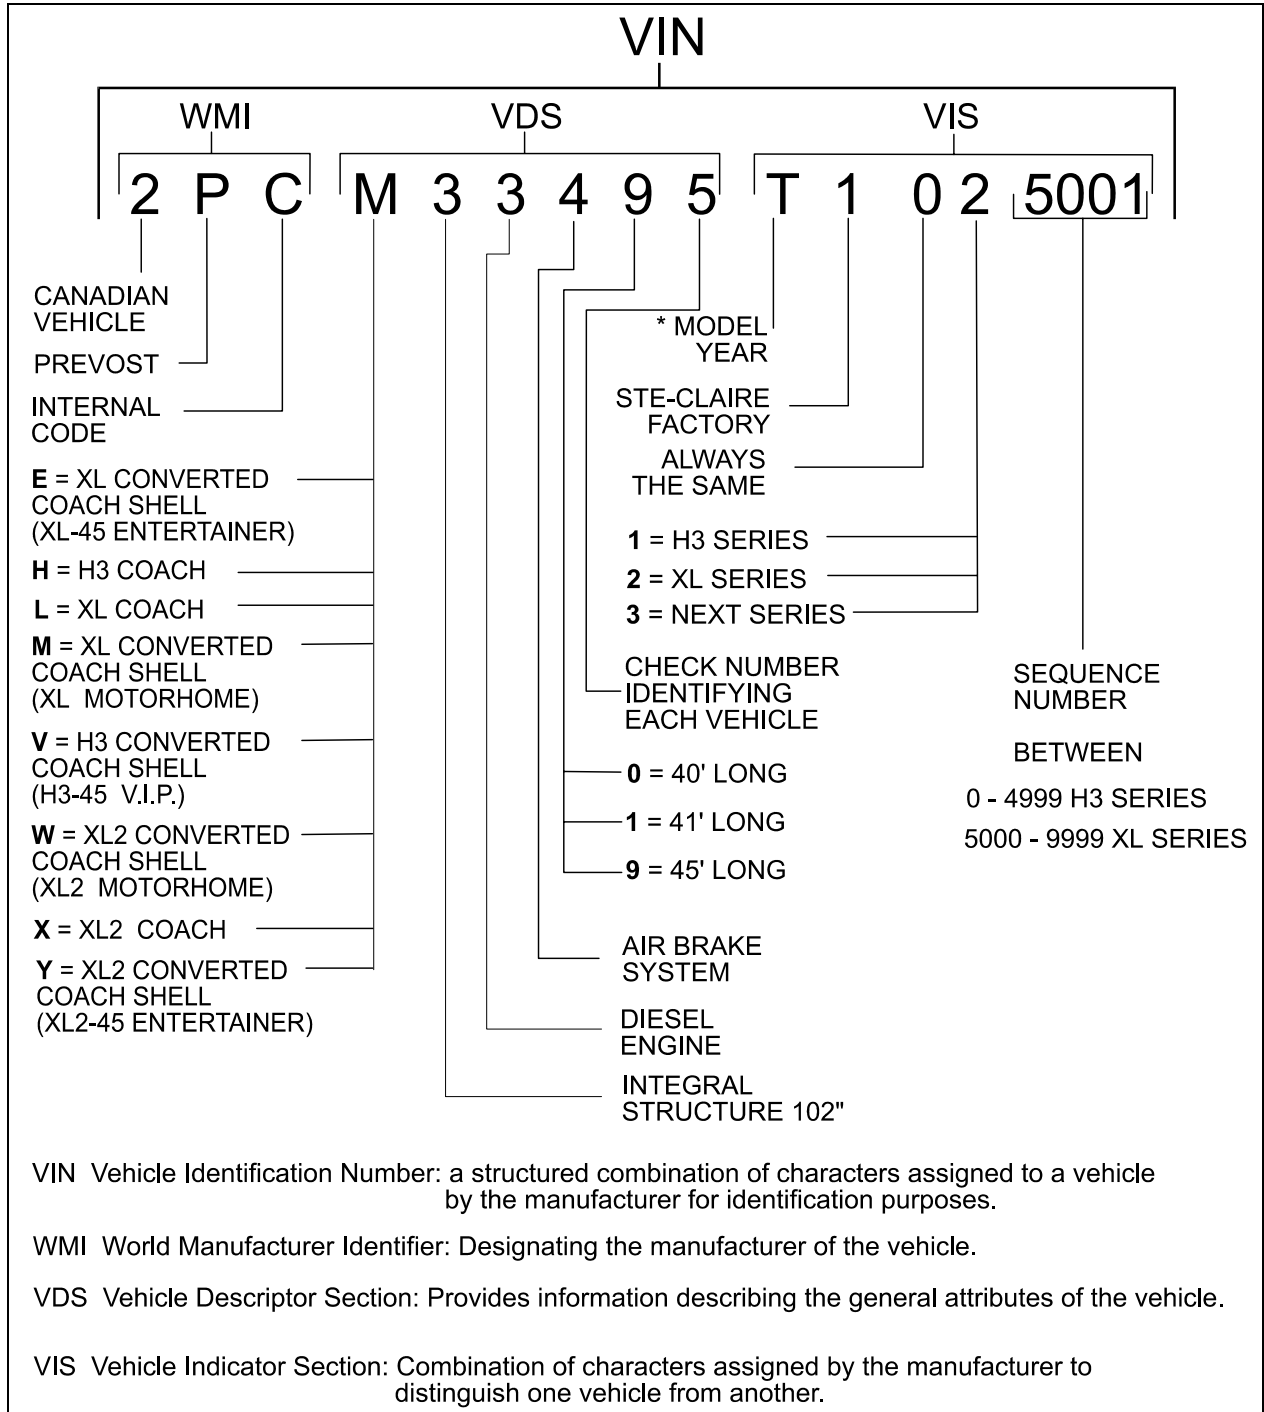 VIN
WMI VDS VIS
2 P C M 3 3 4 9 5 T 1 0 2 5001
CANADIAN
VEHICLE
PREVOST
INTERNAL
CODE
E = XL CONVERTED
COACH SHELL
(XL-45 ENTERTAINER)
H = H3 COACH
L = XL COACH
M = XL CONVERTED
COACH SHELL
(XL MOTORHOME)
V = H3 CONVERTED
COACH SHELL
(H3-45 V.I.P.)
W = XL2 CONVERTED
COACH SHELL
(XL2 MOTORHOME)
X = XL2 COACH
Y = XL2 CONVERTED
COACH SHELL
(XL2-45 ENTERTAINER)
* MODEL
YEAR
STE-CLAIRE
FACTORY
ALWAYS
THE SAME
1 = H3 SERIES
2 = XL SERIES
3 = NEXT SERIES
CHECK NUMBER
IDENTIFYING
EACH VEHICLE
0 = 40' LONG
1 = 41' LONG
9 = 45' LONG
AIR BRAKE
SYSTEM
DIESEL
ENGINE
INTEGRAL
STRUCTURE 102"
SEQUENCE
NUMBER
BETWEEN
0 - 4999 H3 SERIES
5000 - 9999 XL SERIES
VIN Vehicle Identification Number: a structured combination of characters assigned to a vehicle
by the manufacturer for identification purposes.
WMI World Manufacturer Identifier: Designating the manufacturer of the vehicle.
VDS Vehicle Descriptor Section: Provides information describing the general attributes of the vehicle.
VIS Vehicle Indicator Section: Combination of characters assigned by the manufacturer to
distinguish one vehicle from another.